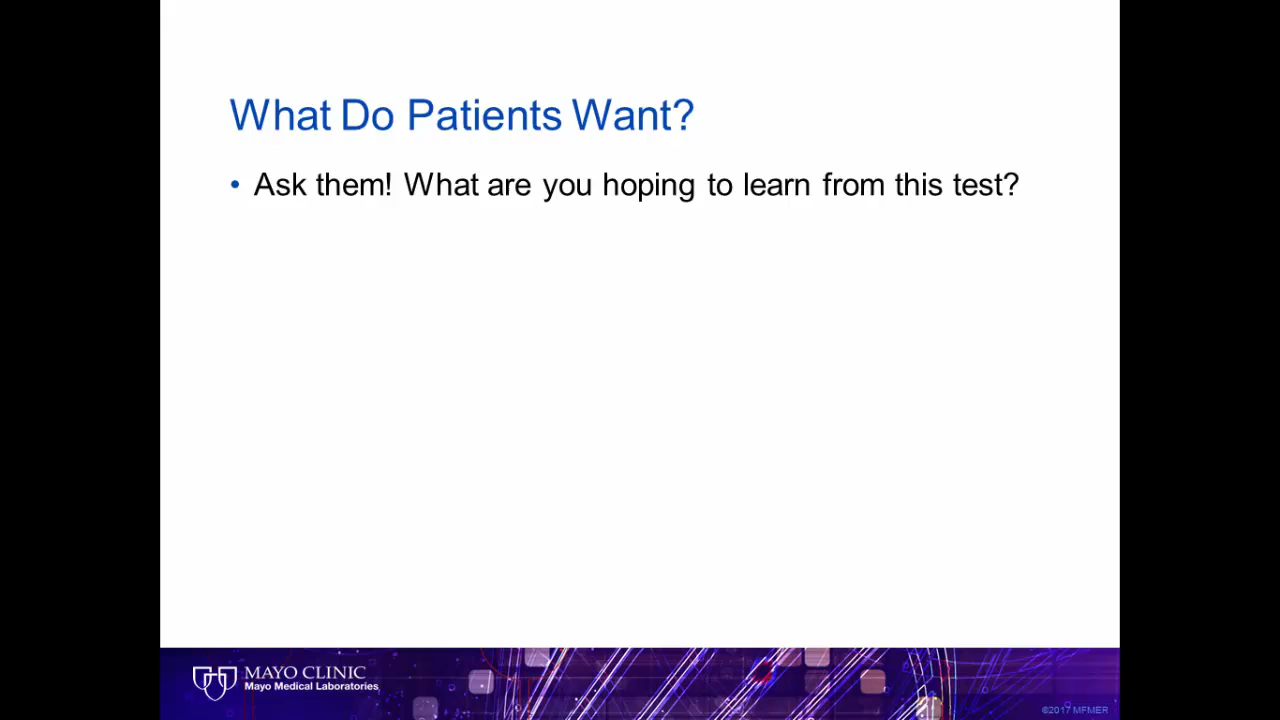 What Do Patients Want?
• Ask them! What are you hoping to learn from this test?
MAYO CLINIC
Mayo Medical Laboratories
©2017 MFMER